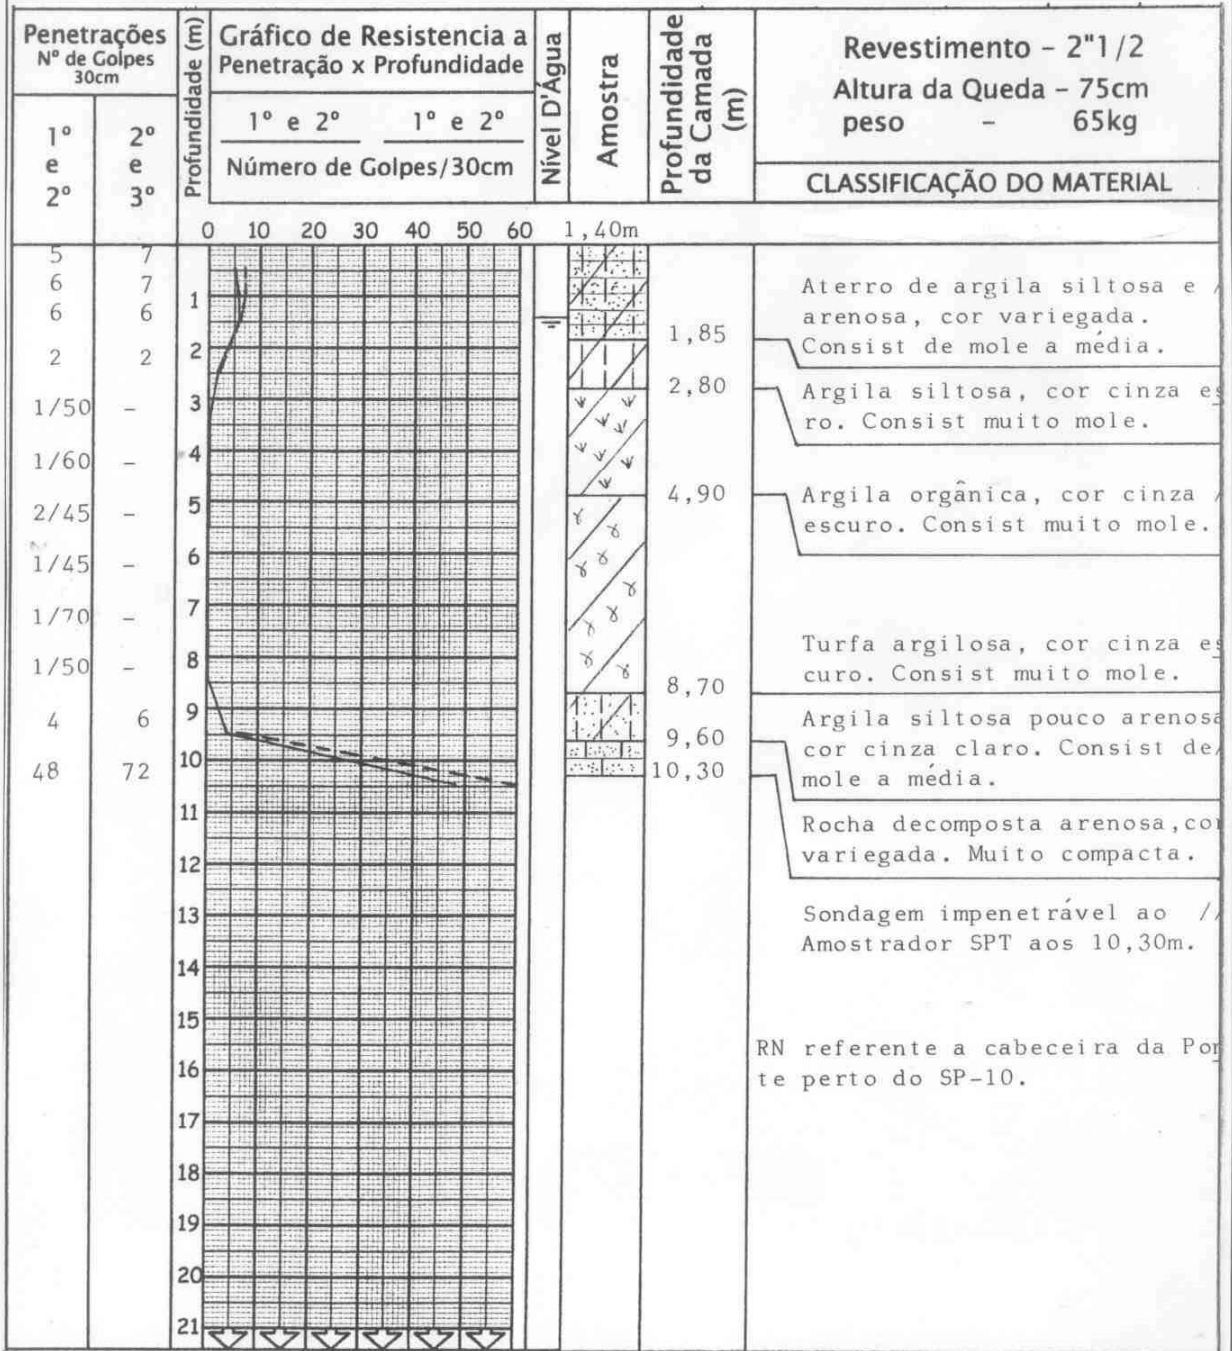 Penetrações
Nº de Golpes
30cm
1º
e
2º
2º
e
3º
Profundidade (m)
Gráfico de Resistencia a
Penetração x Profundidade
1º e 2º 1º e 2º
Número de Golpes/30cm
0 10 20 30 40 50 60
Nível D'Água
Amostra
1,40m
Profundidade
da Camada
(m)
Revestimento - 2"1/2
Altura da Queda - 75cm
peso - 65kg
CLASSIFICAÇÃO DO MATERIAL
5 7
6 7
6 6
2 2
1/50 -
1/60 -
2/45 -
1/45 -
1/70 -
1/50 -
4 6
48 72
1
2
3
4
5
6
7
8
9
10
11
12
13
14
15
16
17
18
19
20
21
1,85
2,80
4,90
8,70
9,60
10,30
Aterro de argila siltosa e /
arenosa, cor variegada.
Consist de mole a média.
Argila siltosa, cor cinza es
ro. Consist muito mole.
Argila orgânica, cor cinza /
escuro. Consist muito mole.
Turfa argilosa, cor cinza es
curo. Consist muito mole.
Argila siltosa pouco arenosa
cor cinza claro. Consist de/
mole a média.
Rocha decomposta arenosa,cor
variegada. Muito compacta.
Sondagem impenetrável ao //
Amostrador SPT aos 10,30m.
RN referente a cabeceira da Pon
te perto do SP-10.